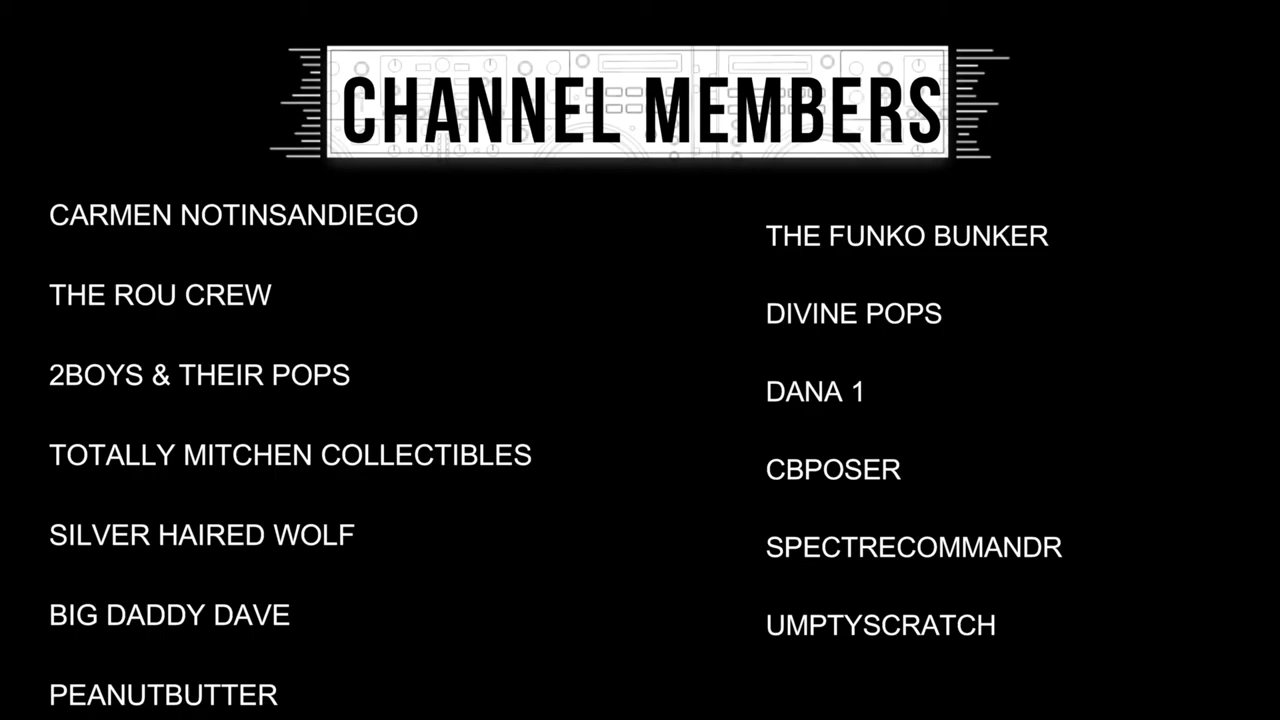 CHANNEL MEMBERS
CARMEN NOTINSANDIEGO
THE ROU CREW
2BOYS & THEIR POPS
TOTALLY MITCHEN COLLECTIBLES
SILVER HAIRED WOLF
BIG DADDY DAVE
PEANUTBUTTER
THE FUNKO BUNKER
DIVINE POPS
DANA 1
CBPOSER
SPECTRECOMMANDR
UMPTYSCRATCH